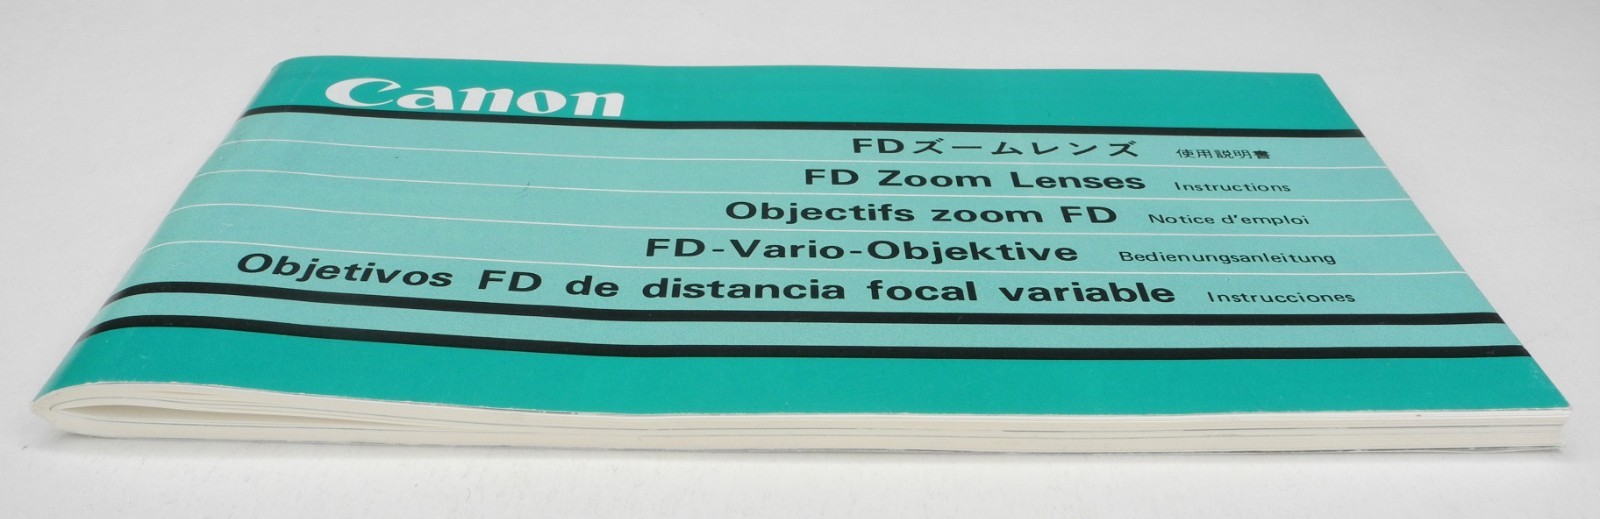 Canon
FDズームレンズ 使用説明書
FD Zoom Lenses Instructions
Objectifs zoom FD Notice d'emploi
FD-Vario-Objektive Bedienungsanleitung
Objetivos FD de distancia focal variable Instrucciones